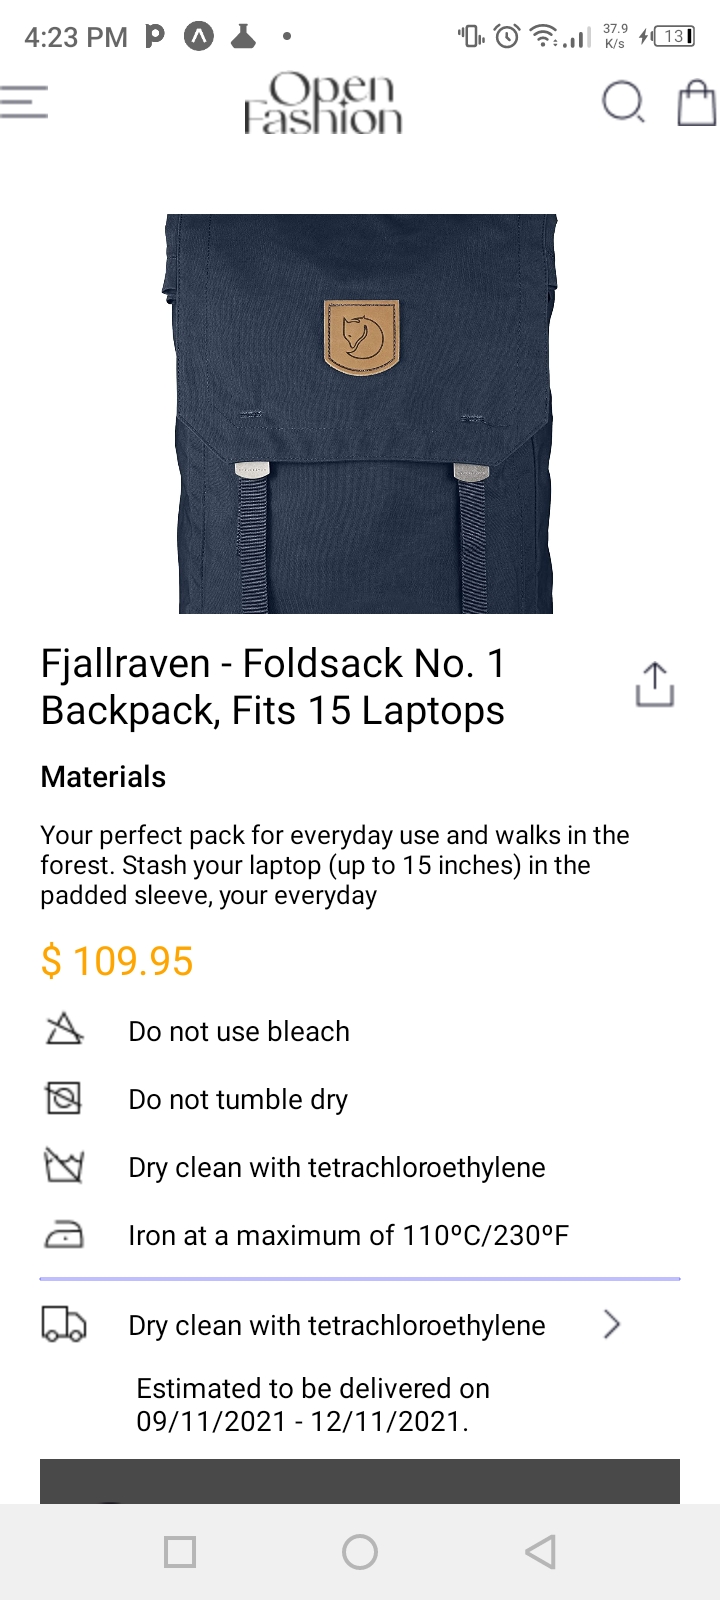 4:23 PM
37.9
K/s
13
Open
Fashion
Fjallraven - Foldsack No. 1
Backpack, Fits 15 Laptops
Materials
Your perfect pack for everyday use and walks in the
forest. Stash your laptop (up to 15 inches) in the
padded sleeve, your everyday
$ 109.95
Do not use bleach
Do not tumble dry
Dry clean with tetrachloroethylene
Iron at a maximum of 110ºC/230ºF
Dry clean with tetrachloroethylene
Estimated to be delivered on
09/11/2021 - 12/11/2021.